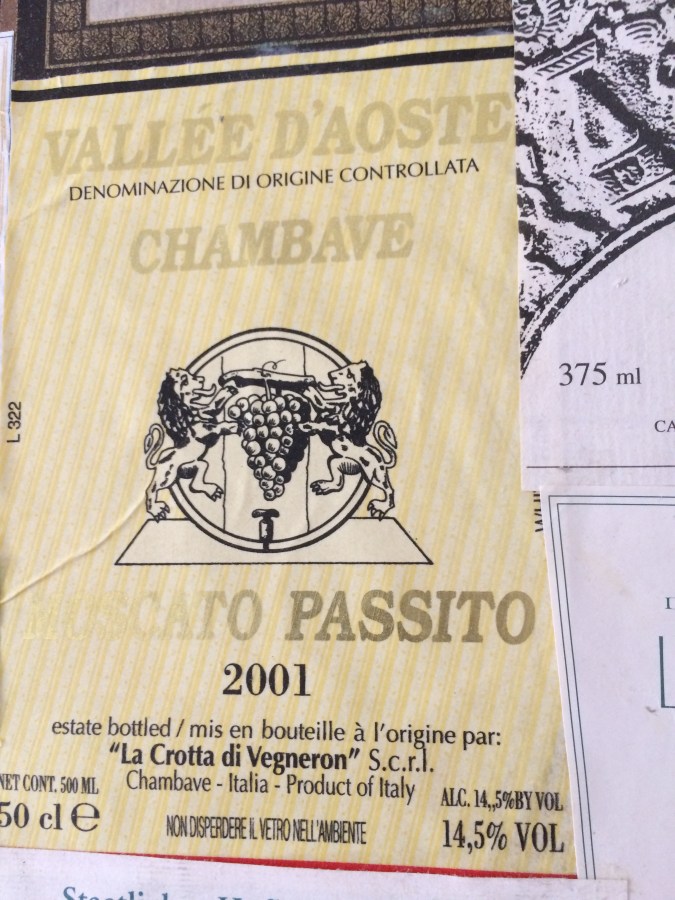 VALLÉE D'AOSTE
DENOMINAZIONE DI ORIGINE CONTROLLATA
CHAMBAVE
L 322
MOSCATO PASSITO
2001
estate bottled / mis en bouteille à l'origine par:
"La Crotta di Vegneron" S.c.r.l.
Chambave - Italia - Product of Italy
NET CONT. 500 ML
50 cl e
NON DISPERDERE IL VETRO NELL'AMBIENTE
ALC. 14,,5% BY VOL
14,5% VOL
375 ml
CA